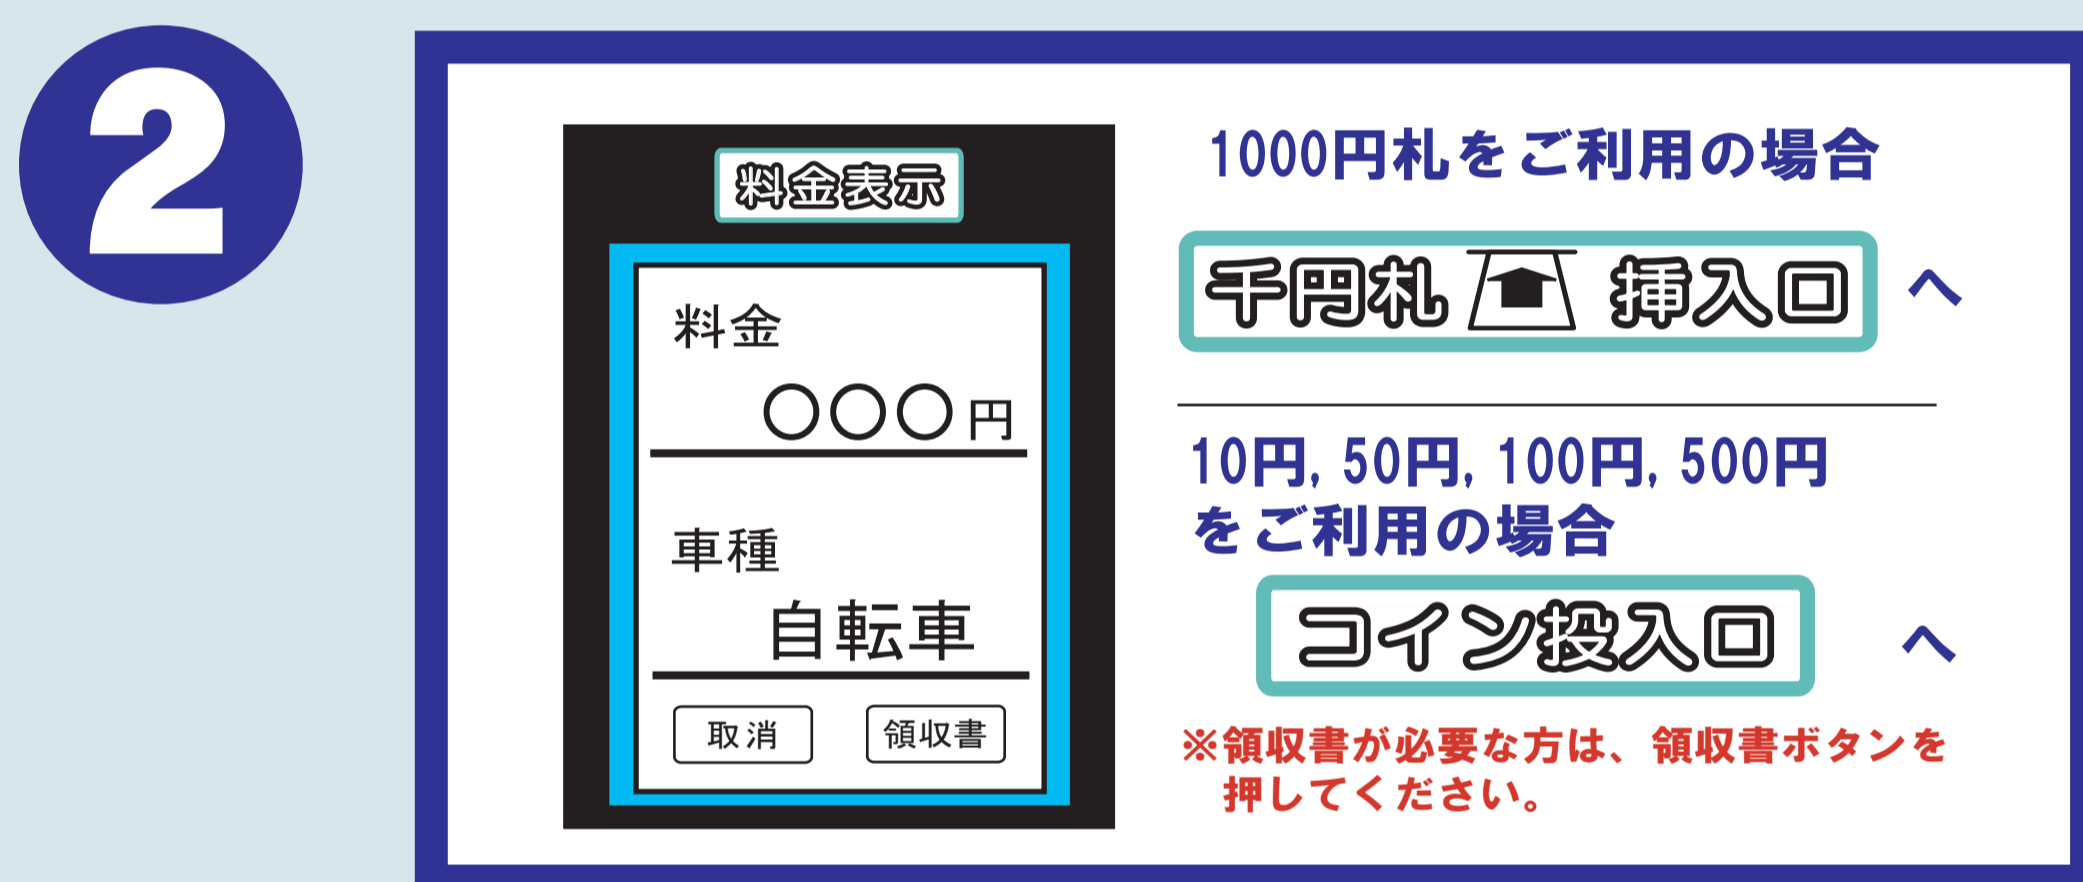 2
料金表示
料金
○○○円
車種
自転車
取消
領収書
1000円札をご利用の場合
千円札 挿入口 へ
10円, 50円, 100円, 500円
をご利用の場合
コイン投入口 へ
※領収書が必要な方は、領収書ボタンを
押してください。